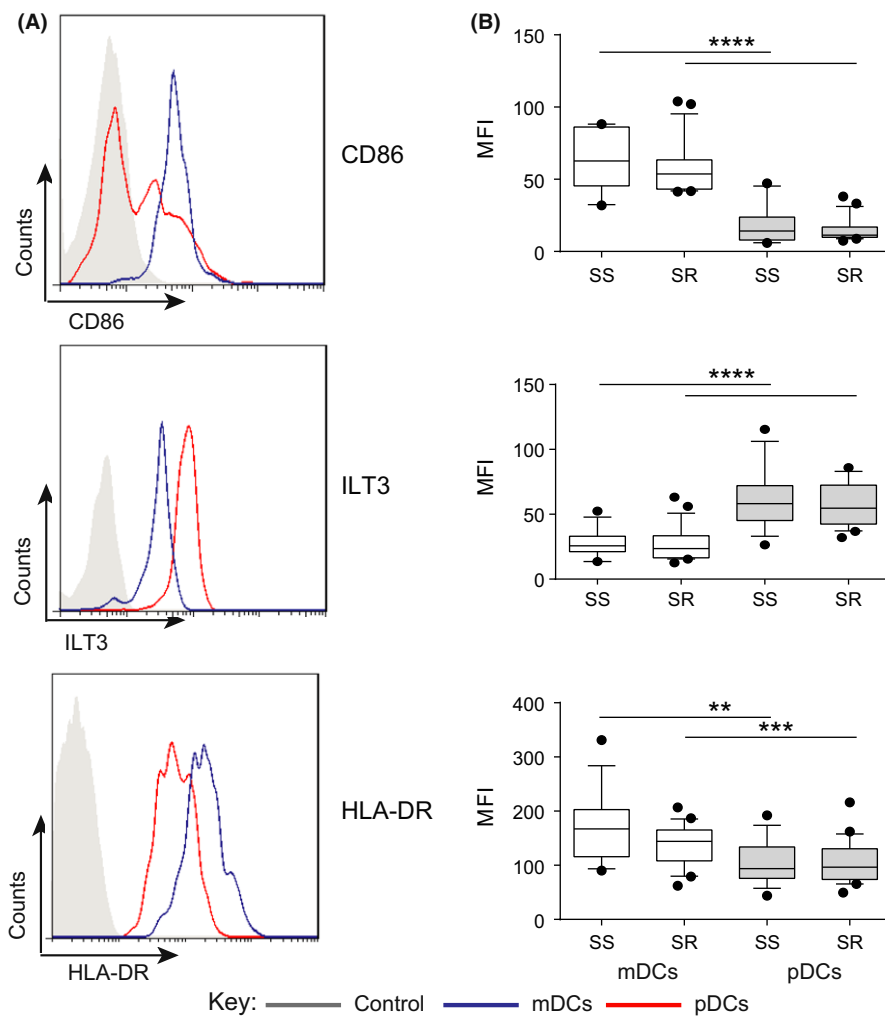 (A)
Counts
CD86
CD86
(B)
MFI
150
100
50
0
****
SS SR SS SR
Counts
ILT3
ILT3
MFI
150
100
50
0
****
SS SR SS SR
Counts
HLA-DR
HLA-DR
MFI
400
300
200
100
0
**
***
SS SR SS SR
mDCs pDCs
Key: Control mDCs pDCs